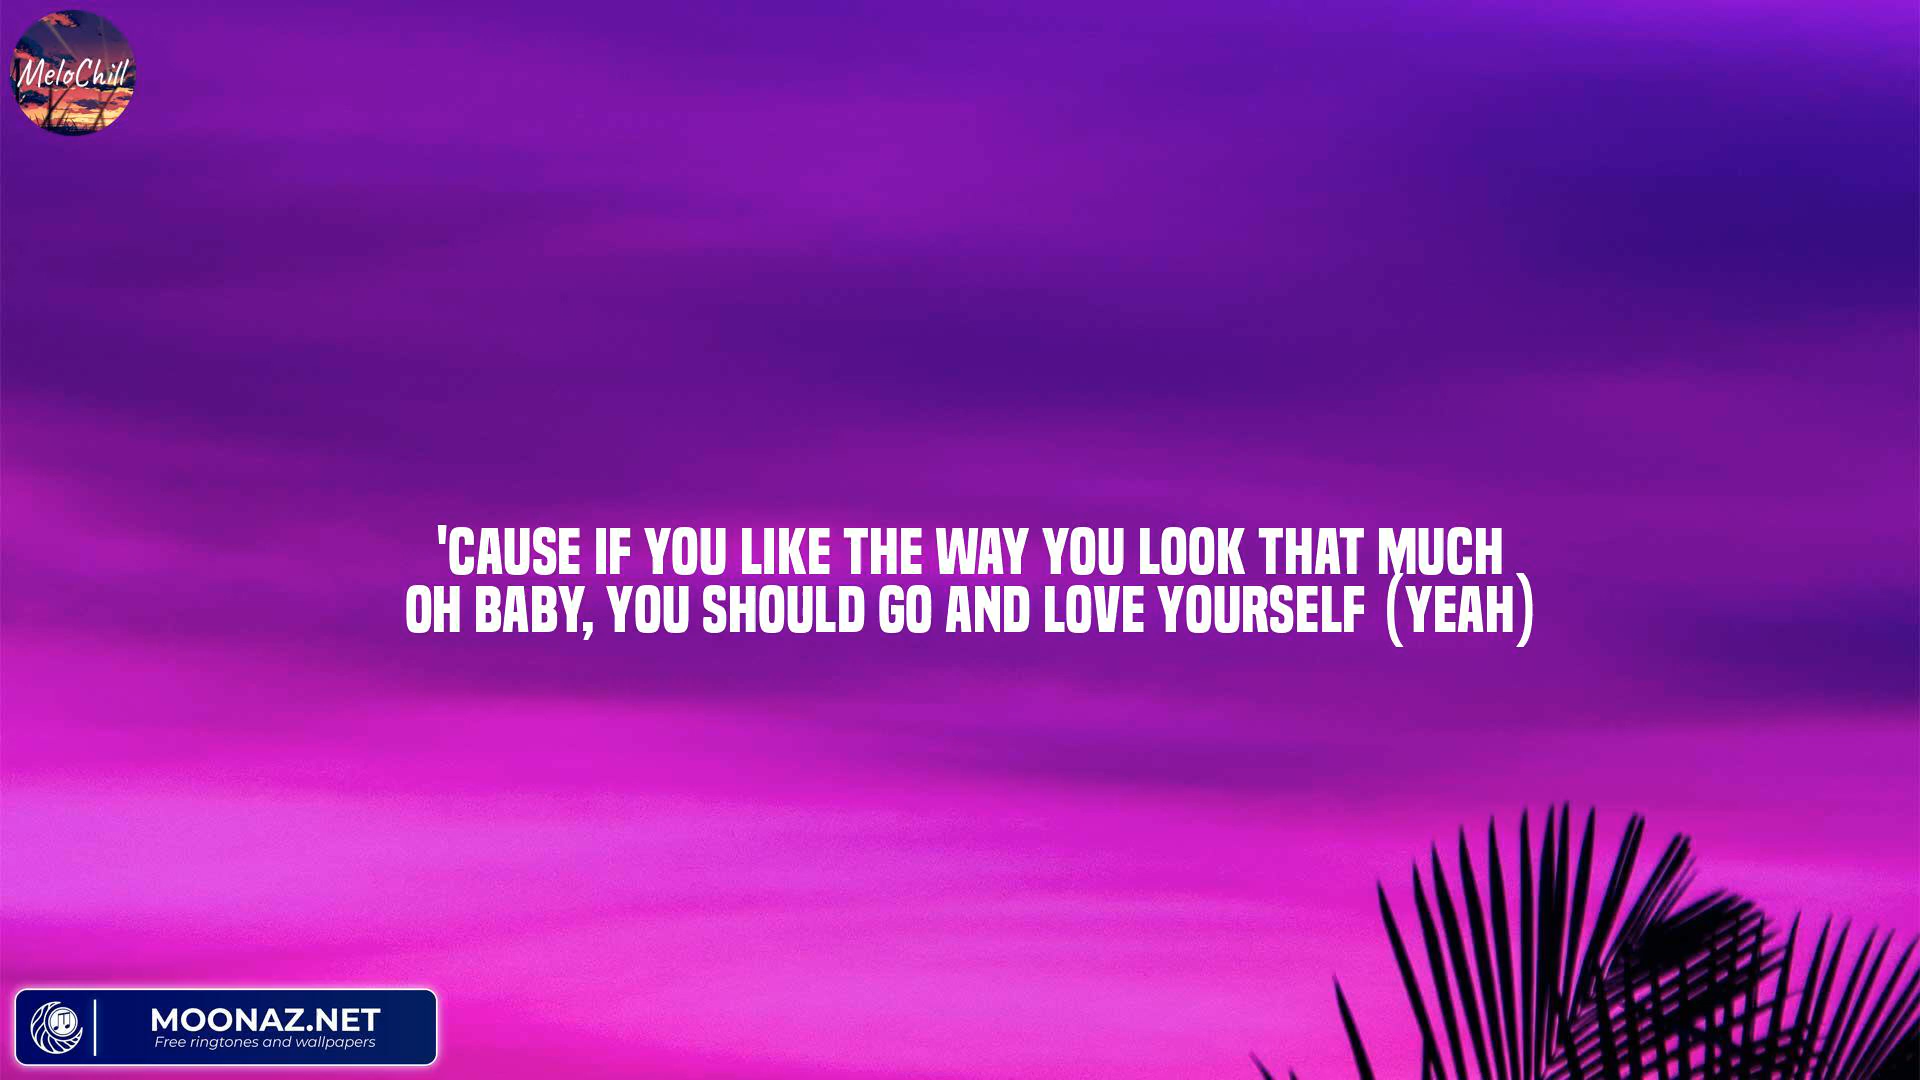 MeloChill
'CAUSE IF YOU LIKE THE WAY YOU LOOK THAT MUCH
OH BABY, YOU SHOULD GO AND LOVE YOURSELF (YEAH)
MOONAZ.NET
Free ringtones and wallpapers